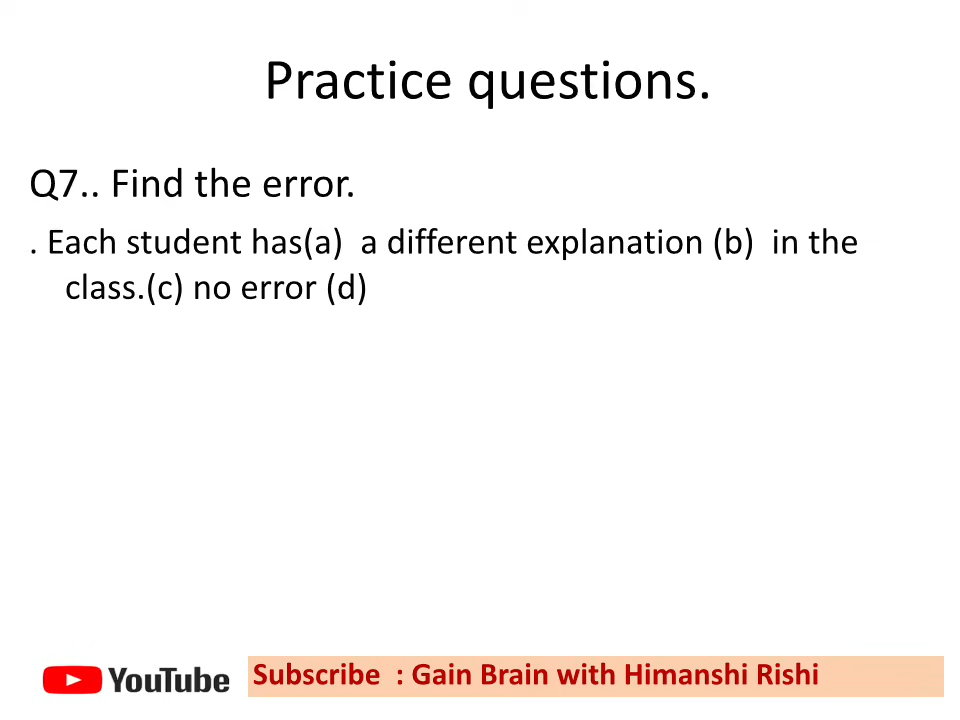 Practice questions.
Q7.. Find the error.
. Each student has(a)  a different explanation (b)  in the
class.(c) no error (d)
YouTube
Subscribe  : Gain Brain with Himanshi Rishi